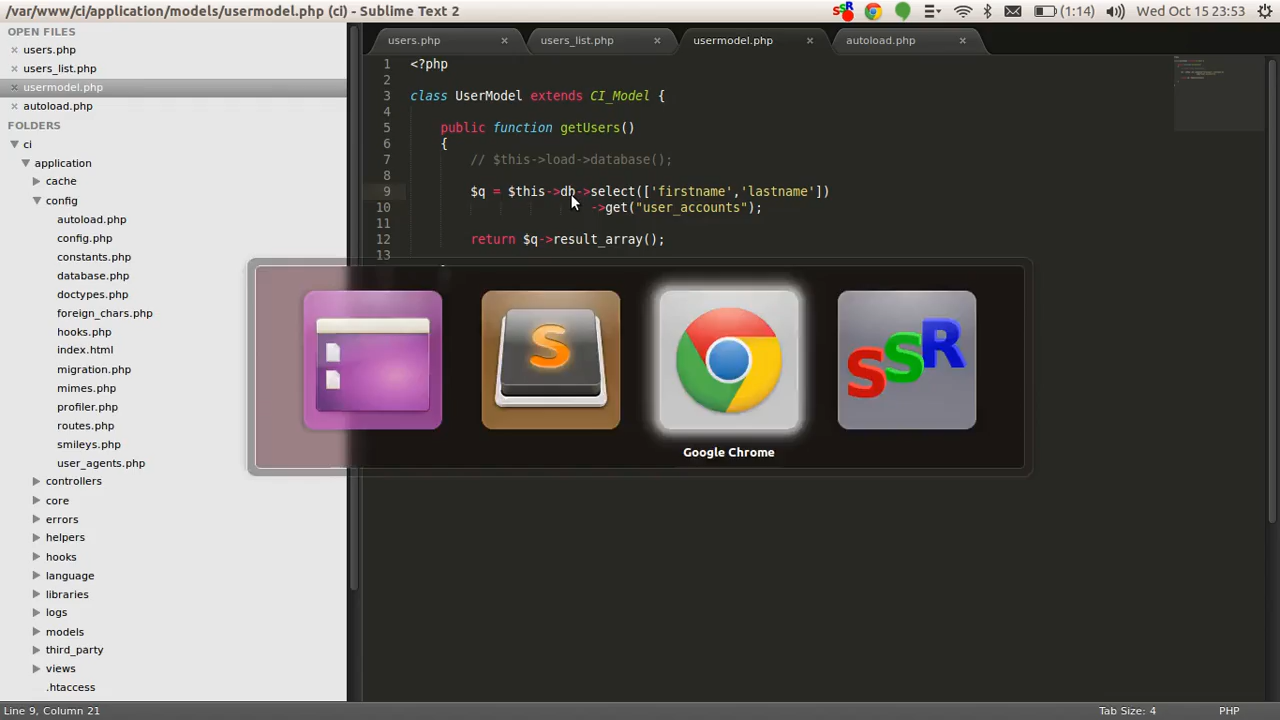 /var/www/ci/application/models/usermodel.php (ci) - Sublime Text 2
(1:14)
Wed Oct 15 23:53
OPEN FILES
users.php
users_list.php
usermodel.php
autoload.php
FOLDERS
ci
application
cache
config
autoload.php
config.php
constants.php
database.php
doctypes.php
foreign_chars.php
hooks.php
index.html
migration.php
mimes.php
profiler.php
routes.php
smileys.php
user_agents.php
controllers
core
errors
helpers
hooks
language
libraries
logs
models
third_party
views
.htaccess
users.php
users_list.php
usermodel.php
autoload.php
1 <?php
2
3 class UserModel extends CI_Model {
4
5 public function getUsers()
6 {
7 // $this->load->database();
8
9 $q = $this->db->select(['firstname','lastname'])
10 ->get("user_accounts");
11
12 return $q->result_array();
13
S
SSR
Google Chrome
Line 9, Column 21
Tab Size: 4
PHP